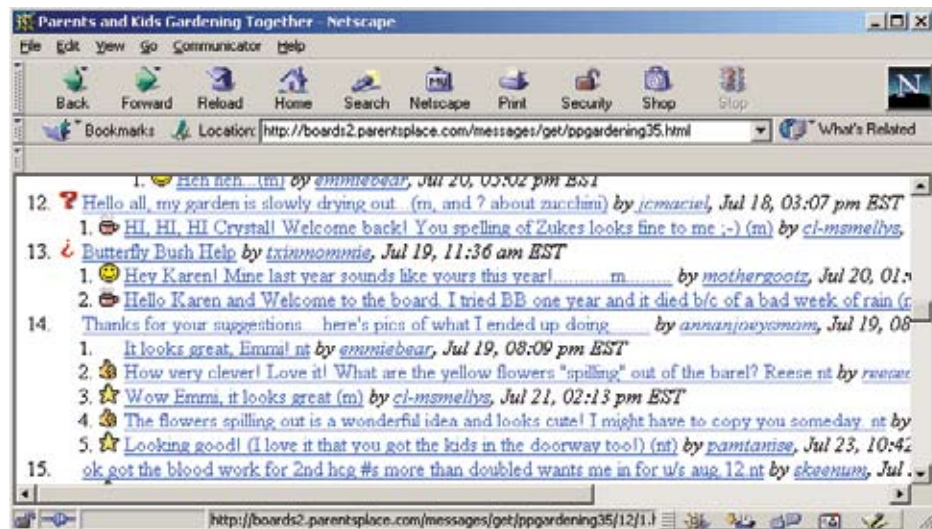 Parents and Kids Gardening Together - Netscape
File Edit View Go Communicator Help
Back Forward Reload Home Search Netscape Print Security Shop Stop
Bookmarks Location: http://boards2.parentsplace.com/messages/get/ppgardening35.html What's Related
1. Heh heh...(m) by emmiebear, Jul 20, 05:02 pm EST
12. Hello all, my garden is slowly drying out...(m, and ? about zucchini) by jcmaciel, Jul 18, 03:07 pm EST
1. HI, HI, HI Crystal! Welcome back! You spelling of Zukes looks fine to me ;-) (m) by cl-msmellys,
13. Butterfly Bush Help by txinmommie, Jul 19, 11:36 am EST
1. Hey Karen! Mine last year sounds like yours this year!.............m......... by mothergootz, Jul 20, 01:
2. Hello Karen and Welcome to the board. I tried BB one year and it died b/c of a bad week of rain (
14. Thanks for your suggestions....here's pics of what I ended up doing____ by annanjoeysmom, Jul 19, 08
1. It looks great, Emmi! nt by emmiebear, Jul 19, 08:09 pm EST
2. How very clever! Love it! What are the yellow flowers "spilling" out of the barel? Reese nt by
3. Wow Emmi, it looks great (m) by cl-msmellys, Jul 21, 02:13 pm EST
4. The flowers spilling out is a wonderful idea and looks cute! I might have to copy you someday. nt by
5. Looking good! (I love it that you got the kids in the doorway too!) (nt) by pamtanise, Jul 23, 10:42
15. ok got the blood work for 2nd hcg #s more than doubled wants me in for u/s aug 12 nt by skeenum, Jul
http://boards2.parentsplace.com/messages/get/ppgardening35/12/1.